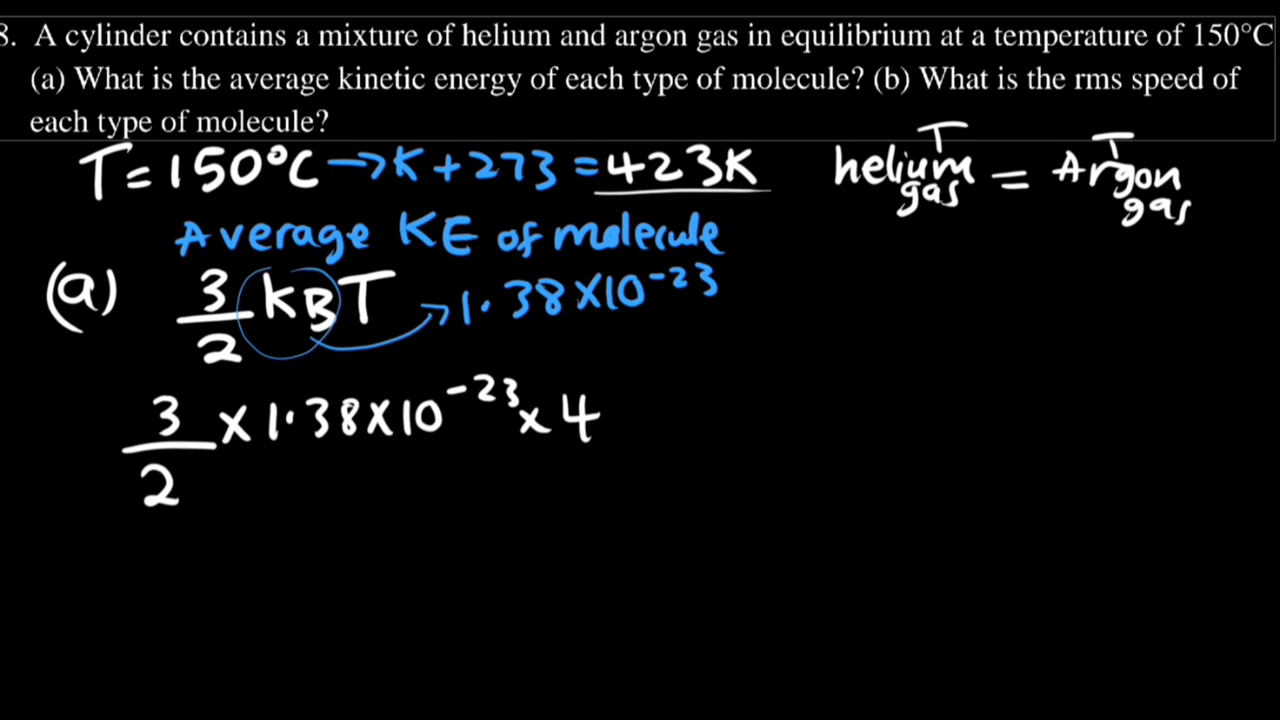 8. A cylinder contains a mixture of helium and argon gas in equilibrium at a temperature of 150°C
(a) What is the average kinetic energy of each type of molecule? (b) What is the rms speed of
each type of molecule?
T=150°C→K+273=423K
T T
helium gas = Argon gas
Average KE of molecule
(a) 3/2 KBT →1.38×10⁻²³
3/2 ×1.38×10⁻²³×4